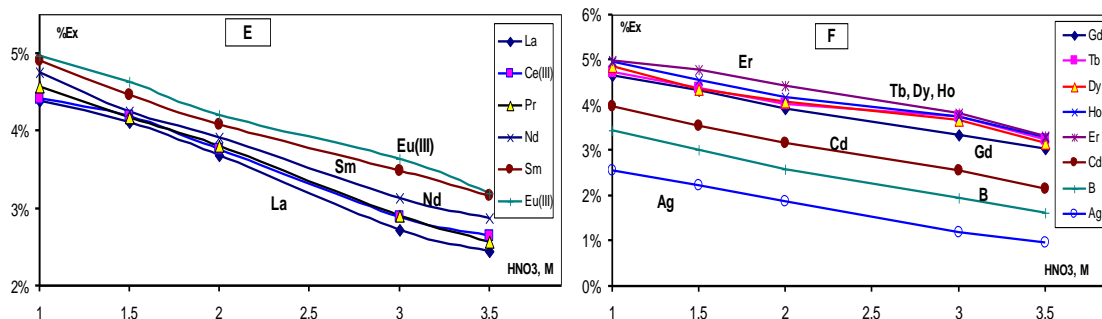 %Ex
E
La
Ce(III)
Pr
Nd
Sm
Eu(III)
5%
4%
3%
2%
Eu(III)
Sm
Nd
La
HNO3, M
1
1.5
2
2.5
3
3.5
%Ex
F
Gd
Tb
Dy
Ho
Er
Cd
B
Ag
6%
5%
4%
3%
2%
1%
0%
Er
Tb, Dy, Ho
Cd
Gd
B
Ag
HNO3, M
1
1.5
2
2.5
3
3.5